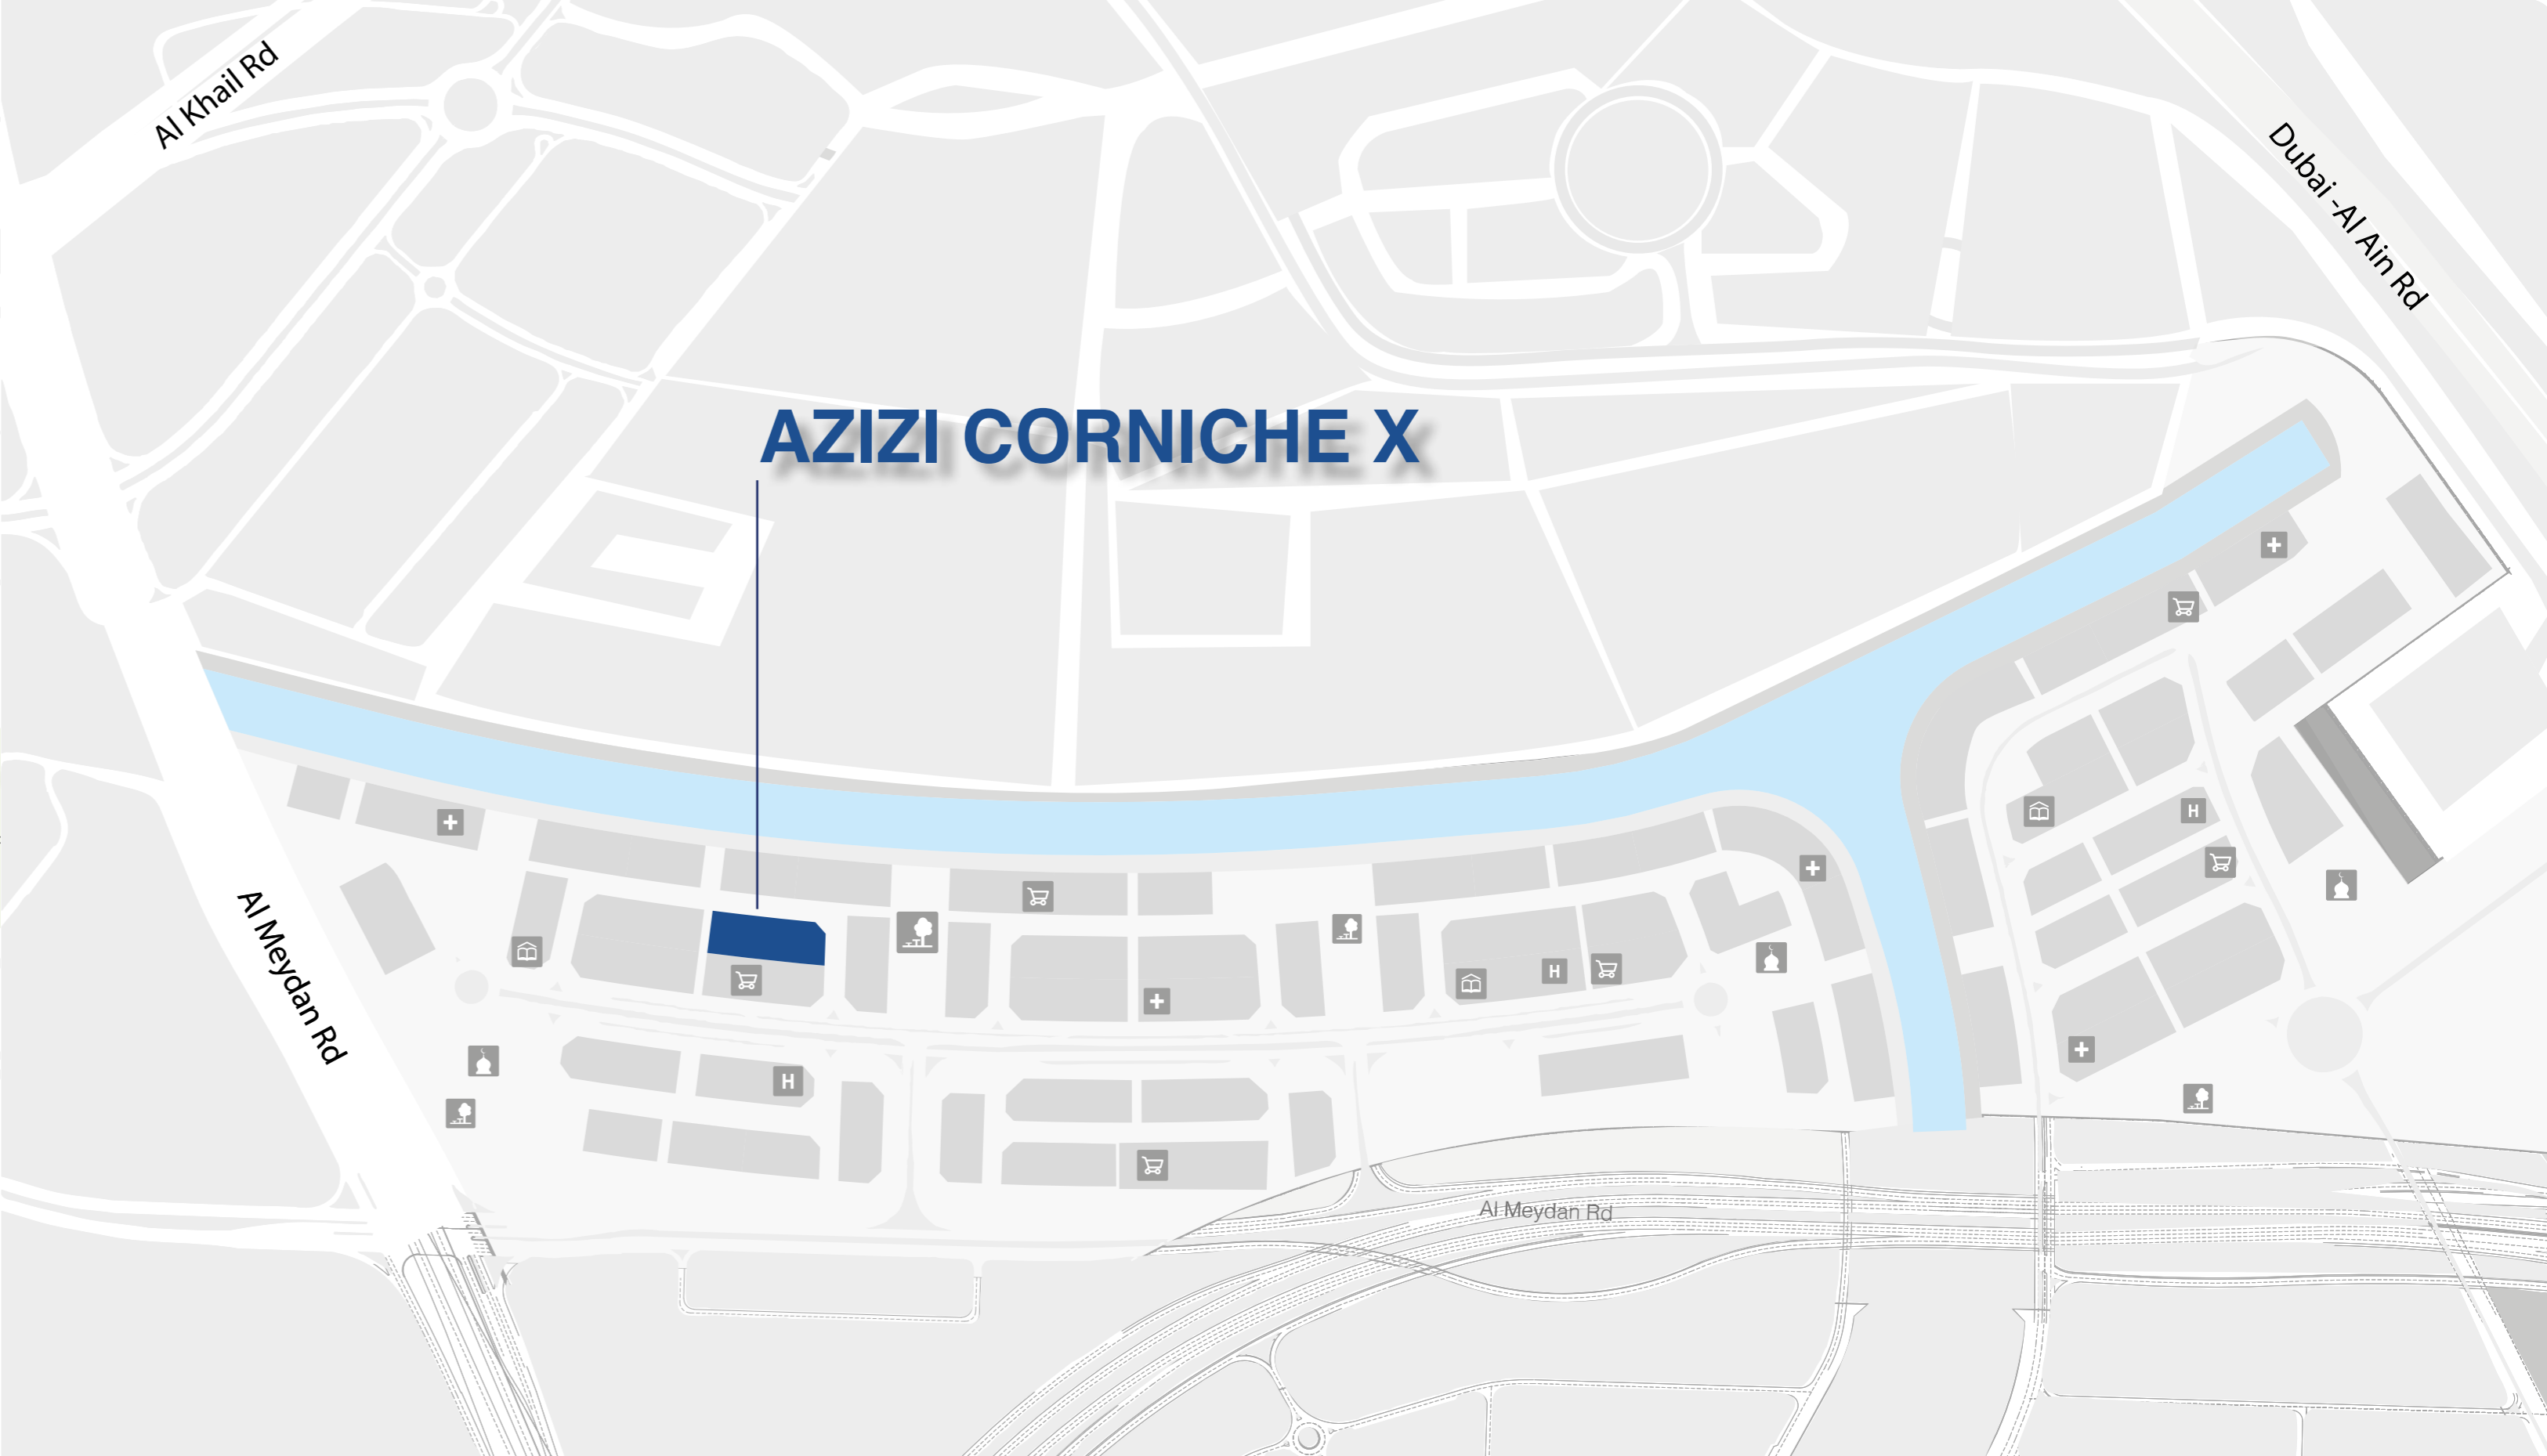 Al Khail Rd
Dubai -Al Ain Rd
AZIZI CORNICHE X
H
H
Al Meydan Rd
H
Al Meydan Rd